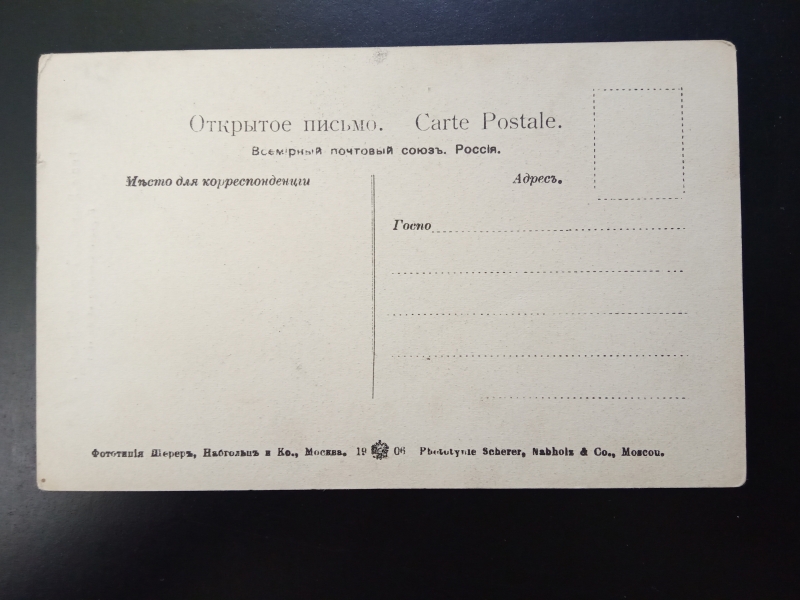 Открытое письмо. Carte Postale.
Всемірный почтовый союзъ. Россія.
Мѣсто для корреспонденціи
Адресъ.
Госпо
Фототипія Шереръ, Набгольцъ и Ко., Москва. 19 06 Phototypie Scherer, Nabholz & Co., Moscou.